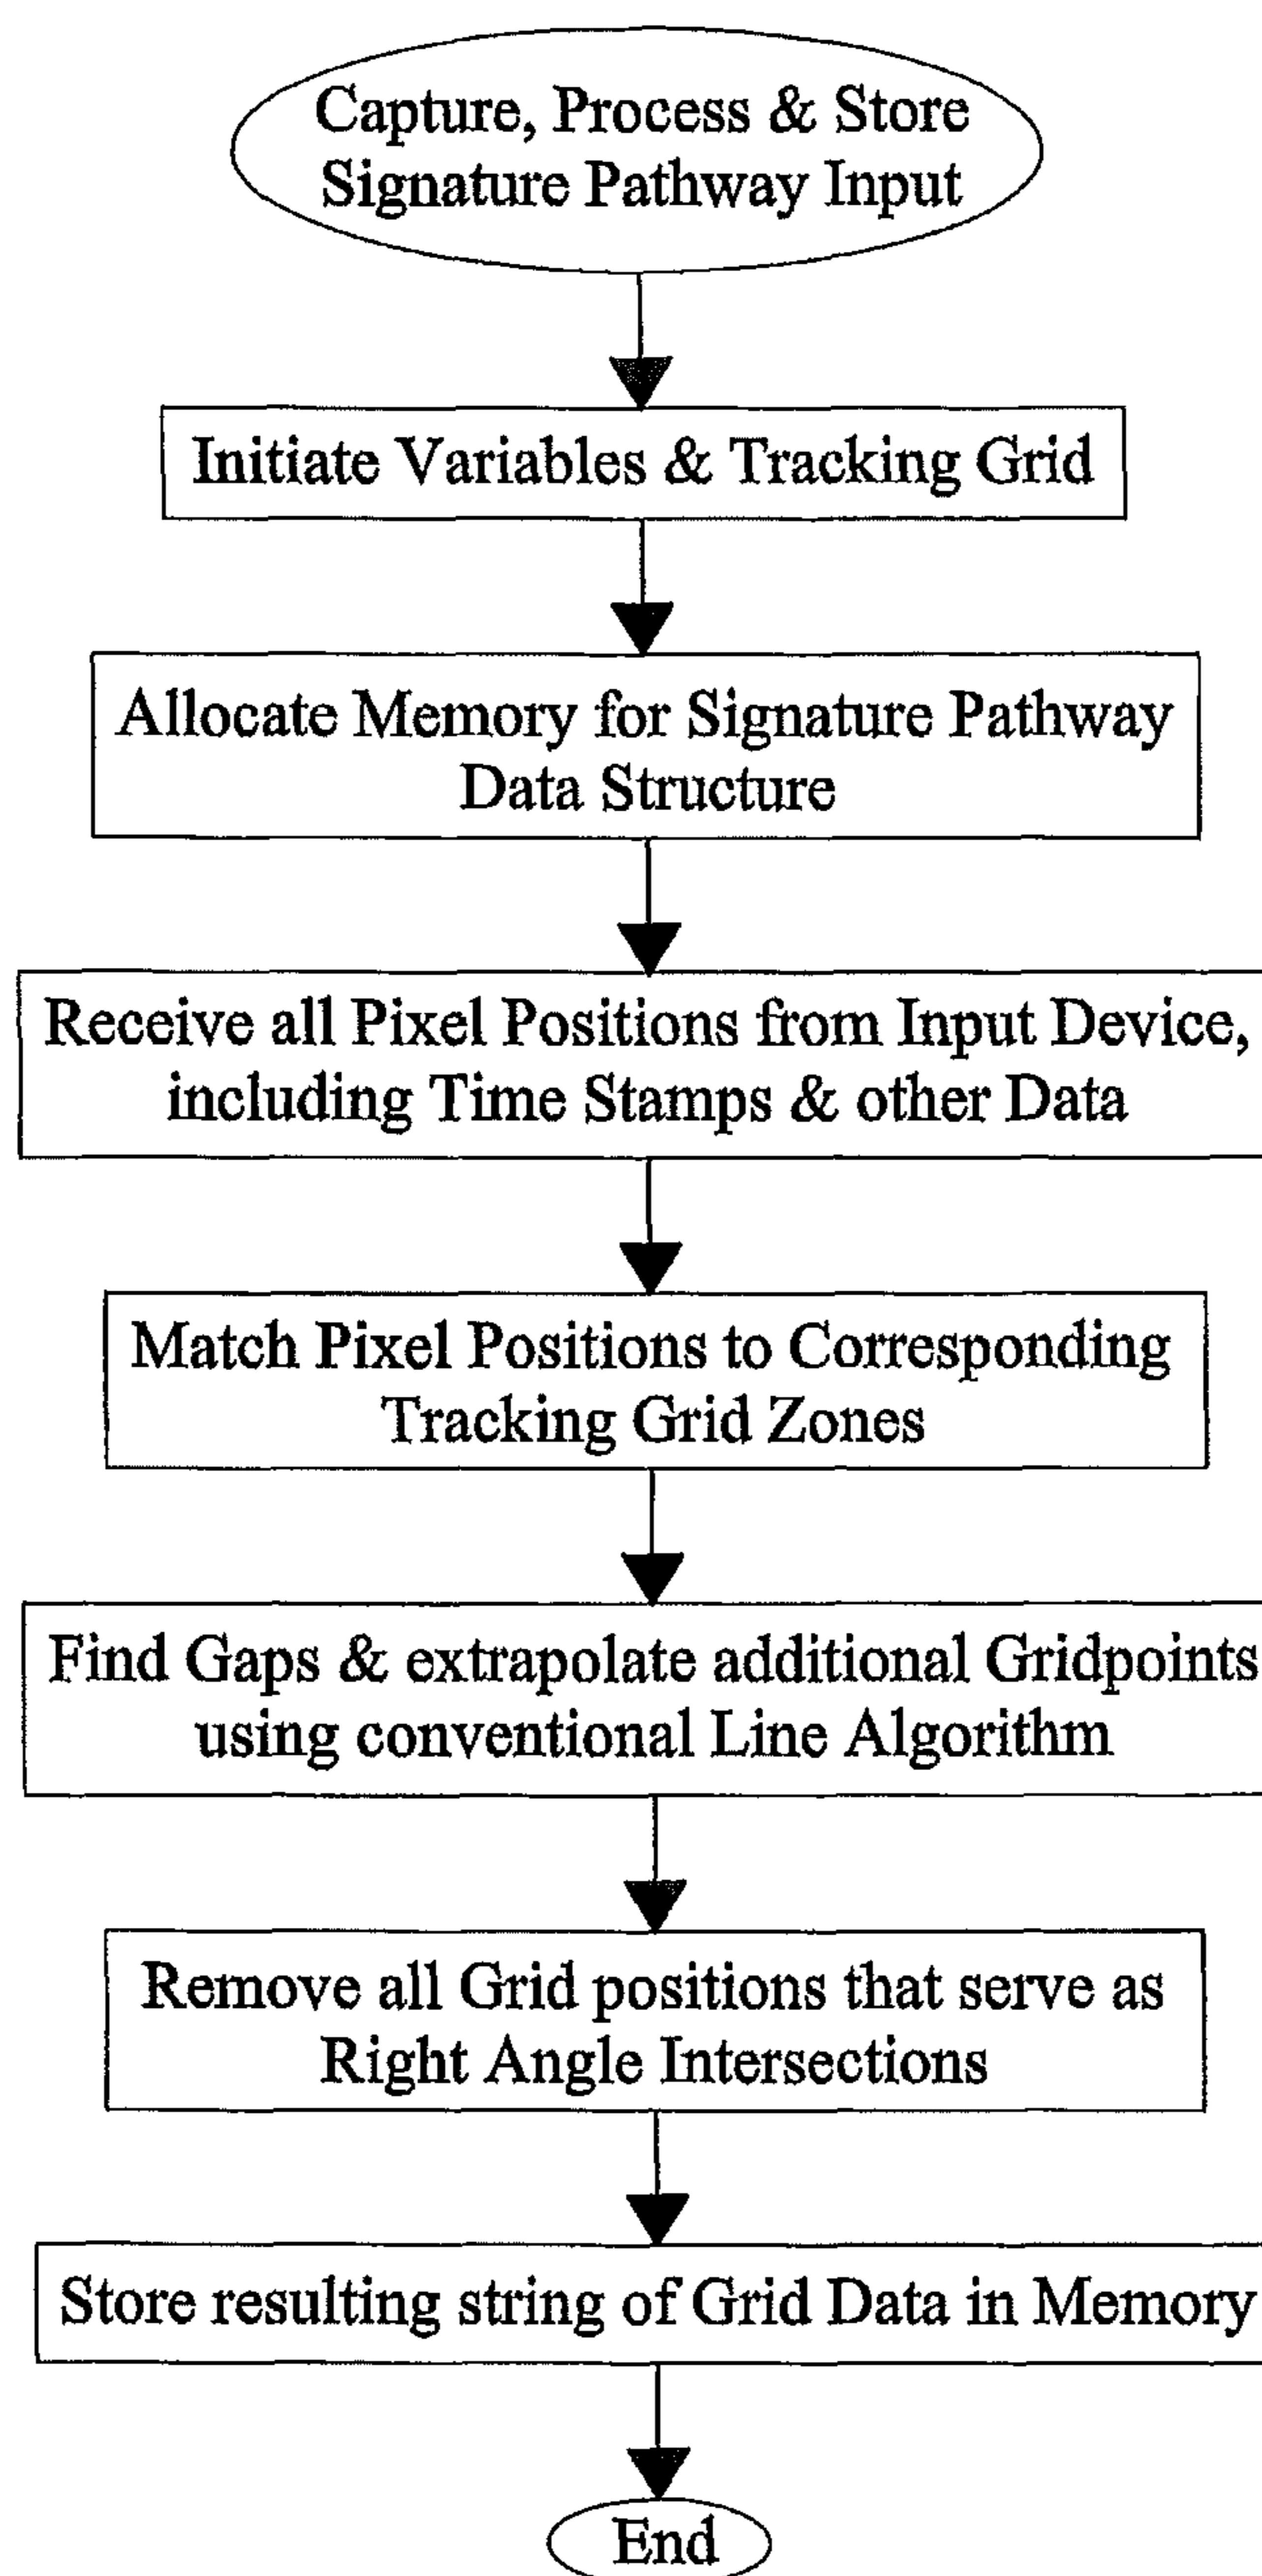 Capture, Process & Store
Signature Pathway Input
Initiate Variables & Tracking Grid
Allocate Memory for Signature Pathway
Data Structure
Receive all Pixel Positions from Input Device,
including Time Stamps & other Data
Match Pixel Positions to Corresponding
Tracking Grid Zones
Find Gaps & extrapolate additional Gridpoints
using conventional Line Algorithm
Remove all Grid positions that serve as
Right Angle Intersections
Store resulting string of Grid Data in Memory
End